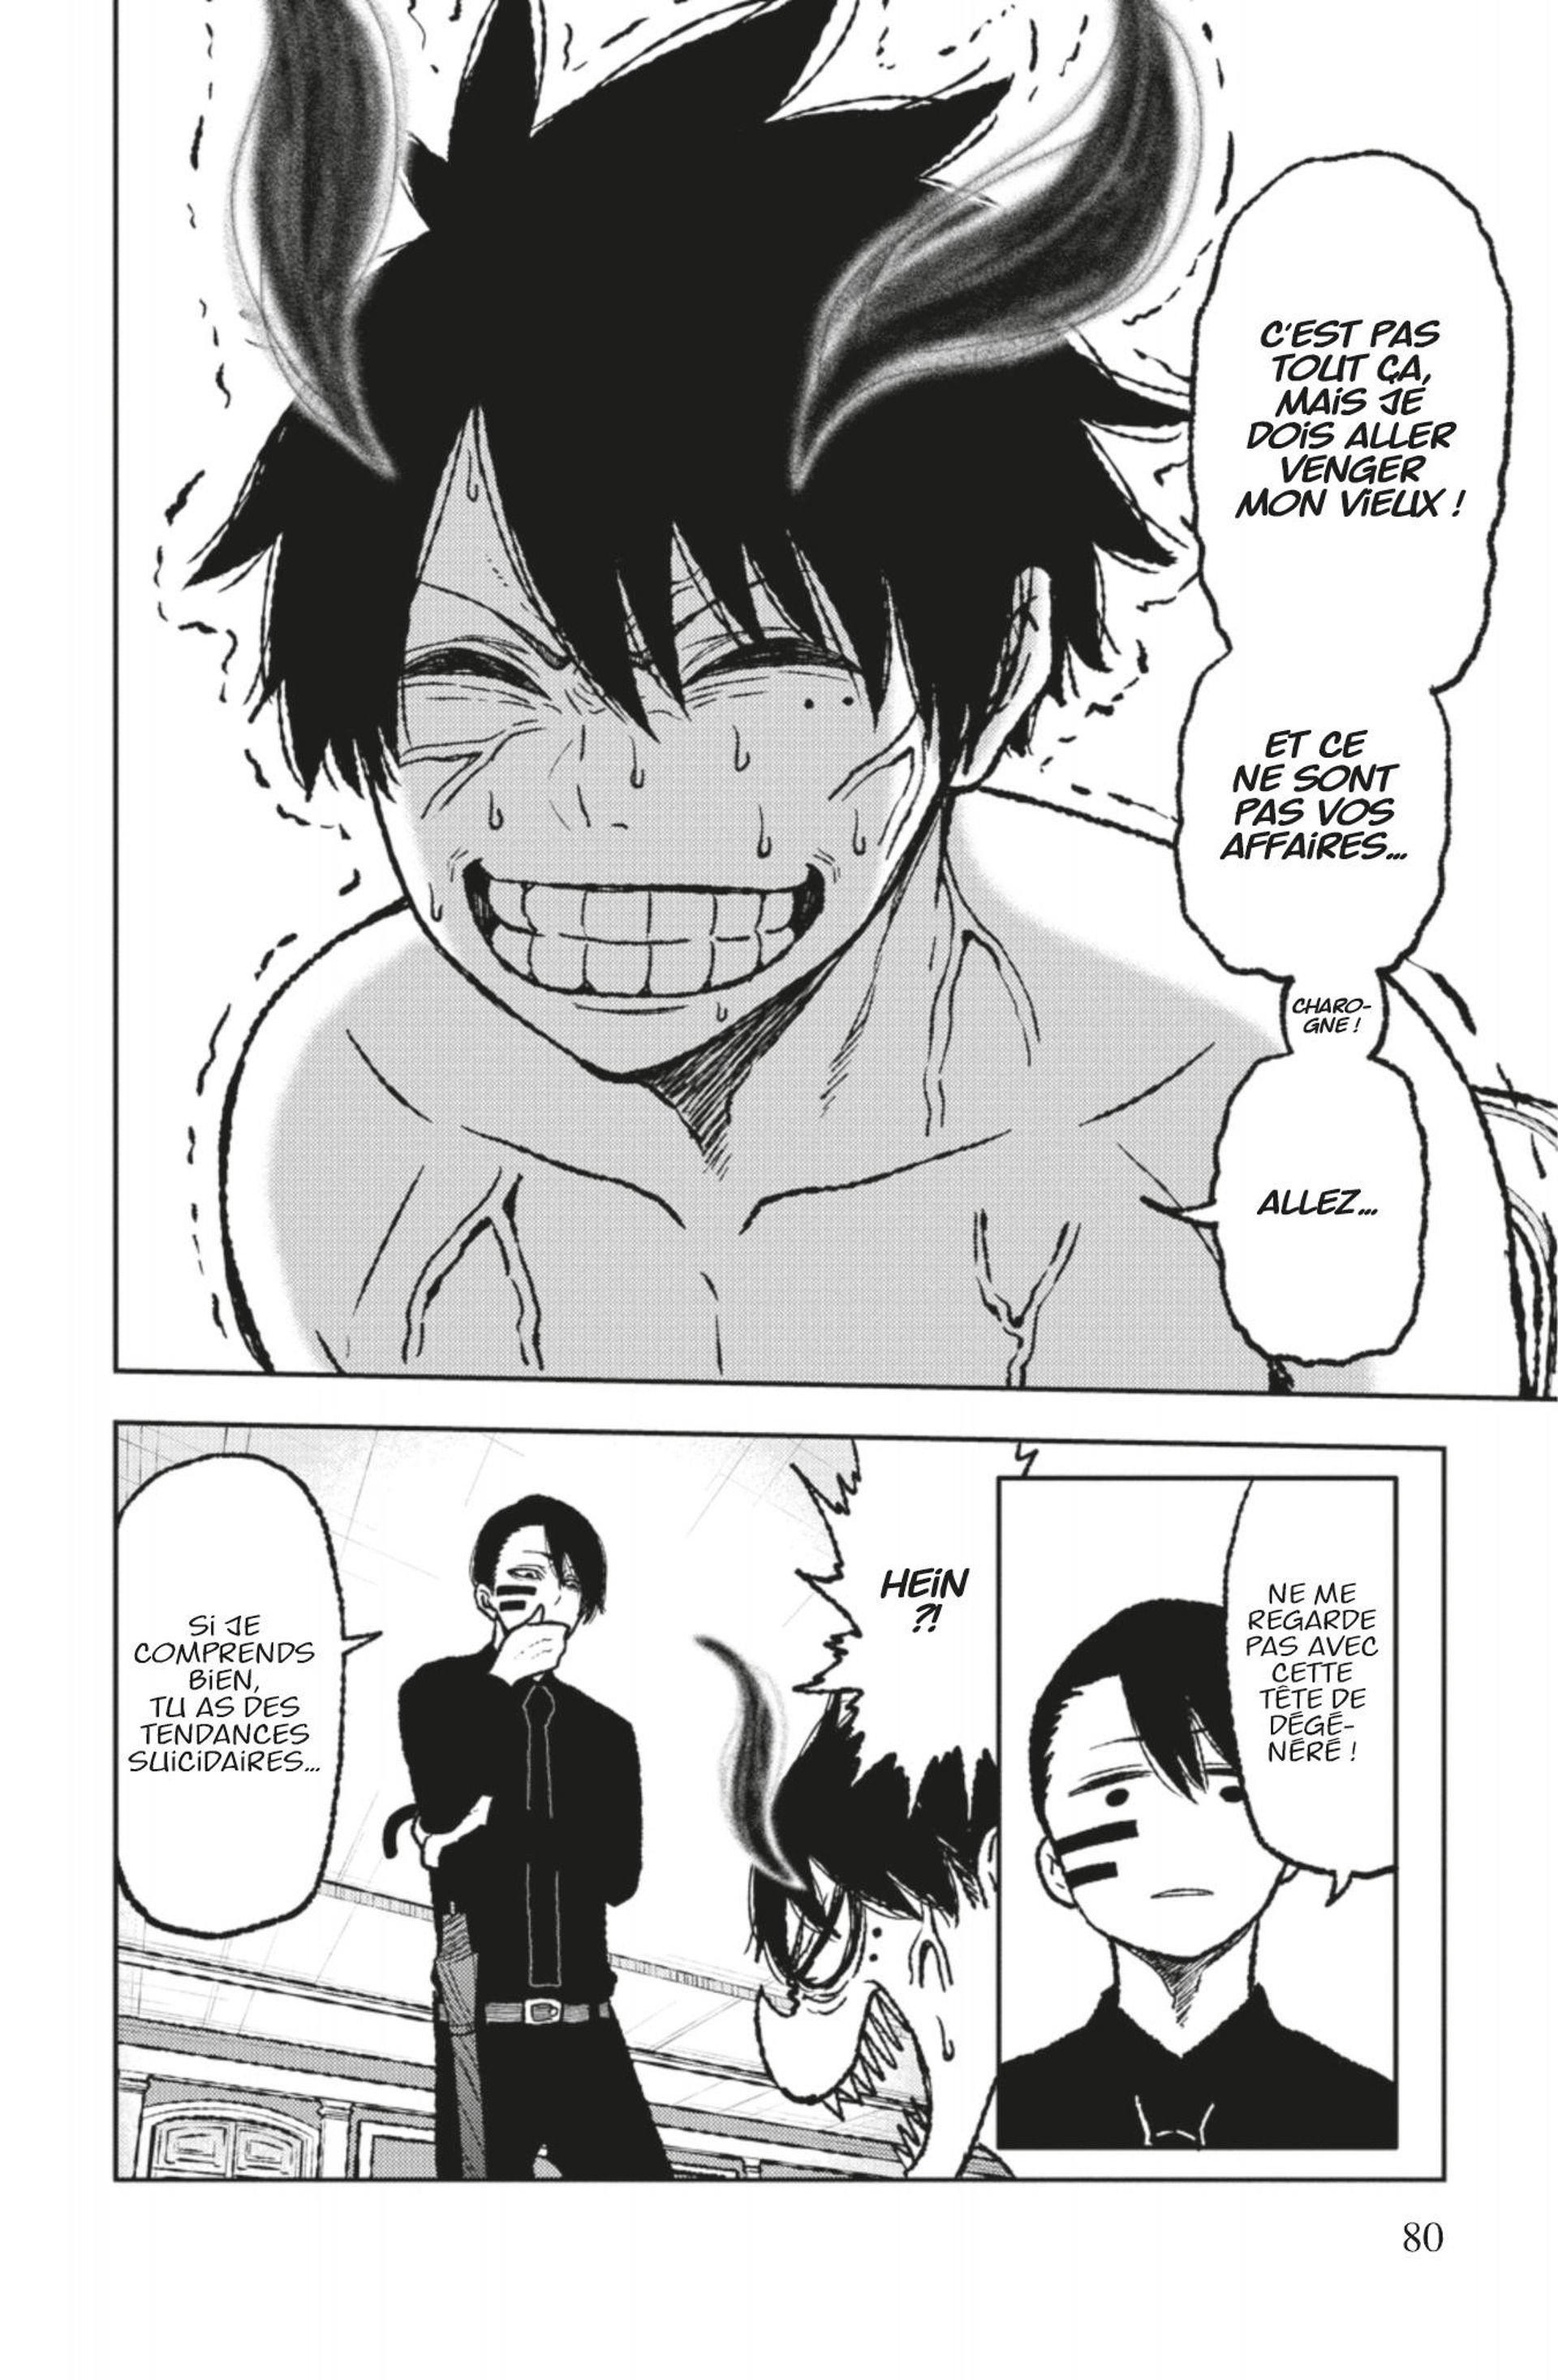 C'EST PAS
TOUT ÇA,
MAIS JE
DOIS ALLER
VENGER
MON VIEUX !
ET CE
NE SONT
PAS VOS
AFFAIRES...
CHARO-
GNE !
ALLEZ...
NE ME
REGARDE
PAS AVEC
CETTE
TÊTE DE
DÉGÉ-
NÉRÉ !
HEIN
?!
SI JE
COMPRENDS
BIEN,
TU AS DES
TENDANCES
SUICIDAIRES...
80